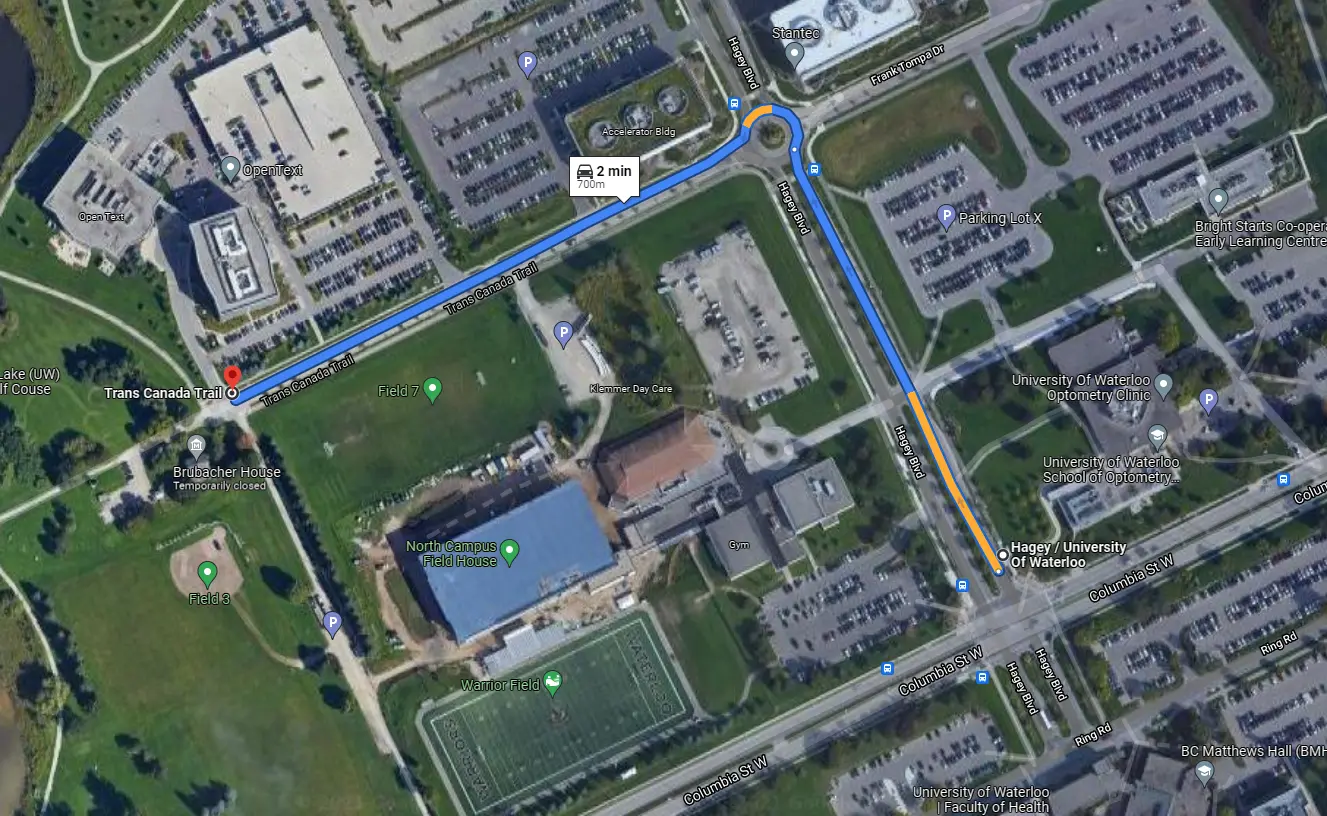 Stantec
Hagey Blvd
Frank Tompa Dr
P
Accelerator Bldg
OpenText
2 min
700m
Open Text
Hagey Blvd
P
Parking Lot X
Bright Starts Co-opera
Early Learning Centre
Trans Canada Trail
P
Lake (UW)
lf Couse
Trans Canada Trail
Trans Canada Trail
Field 7
Klemmer Day Care
University Of Waterloo
Optometry Clinic
P
Hagey Blvd
Brubacher House
Temporarily closed
University of Waterloo
School of Optometry...
Colum
North Campus
Field House
Gym
Hagey / University
Of Waterloo
Columbia St W
Field 3
P
WATERLOO
Warrior Field
WARRIORS
Columbia St W
Hagey Blvd
Hagey Blvd
Ring Rd
Ring Rd
Columbia St W
BC Matthews Hall (BMH
University of Waterloo
| Faculty of Health